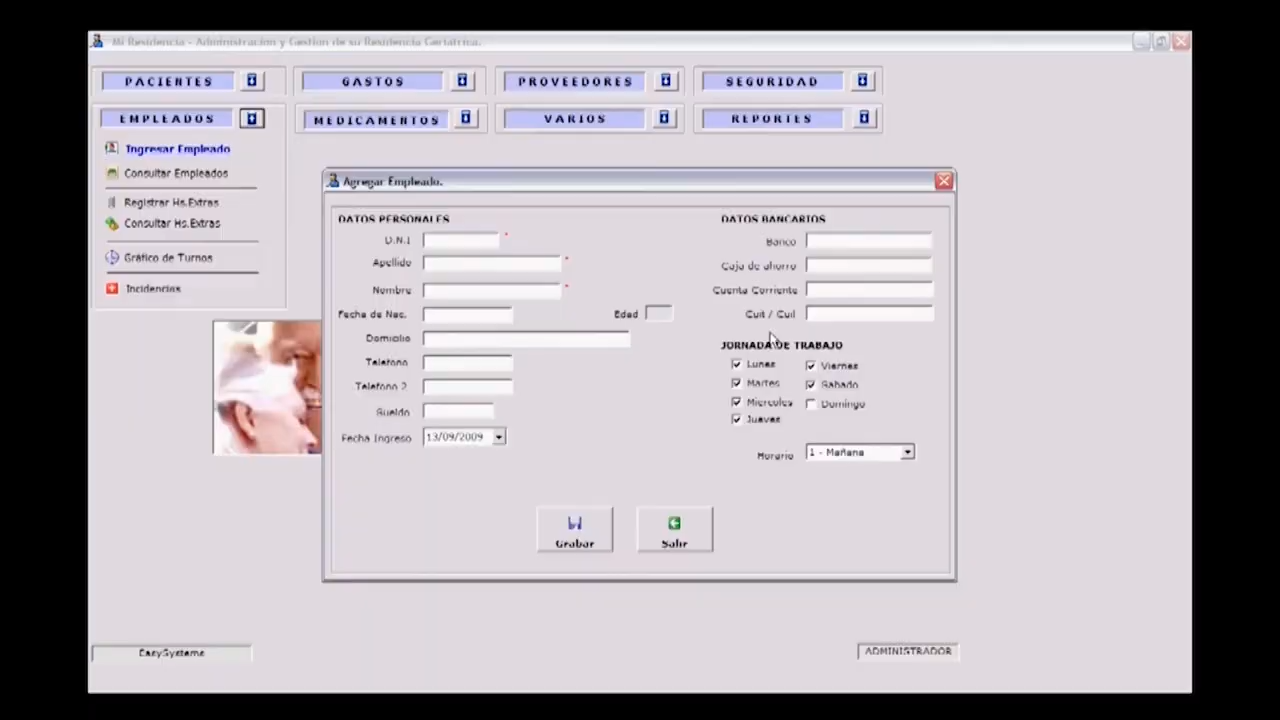 Mi Residencia - Administracion y Gestion de su Residencia Geriatrica.
PACIENTES
GASTOS
PROVEEDORES
SEGURIDAD
EMPLEADOS
MEDICAMENTOS
VARIOS
REPORTES
Ingresar Empleado
Consultar Empleados
Registrar Hs.Extras
Consultar Hs.Extras
Gráfico de Turnos
Incidencias
Agregar Empleado.
DATOS PERSONALES
D.N.I *
Apellido *
Nombre *
Fecha de Nac. Edad
Domicilio
Telefono
Telefono 2
Sueldo
Fecha Ingreso 13/09/2009
DATOS BANCARIOS
Banco
Caja de ahorro
Cuenta Corriente
Cuit / Cuil
JORNADA DE TRABAJO
Lunes Viernes
Martes Sabado
Miercoles Domingo
Jueves
Horario 1 - Mañana
Grabar Salir
EasySystems
ADMINISTRADOR